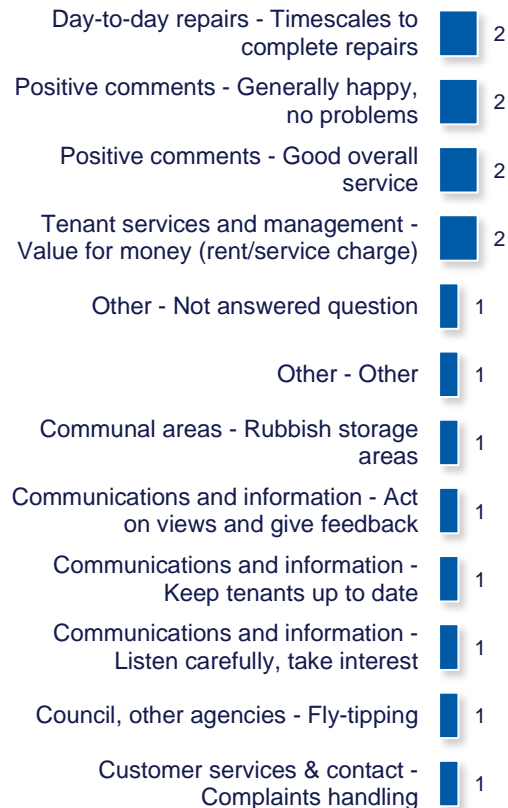 Day-to-day repairs - Timescales to
complete repairs
2
Positive comments - Generally happy,
no problems
2
Positive comments - Good overall
service
2
Tenant services and management -
Value for money (rent/service charge)
2
Other - Not answered question
1
Other - Other
1
Communal areas - Rubbish storage
areas
1
Communications and information - Act
on views and give feedback
1
Communications and information -
Keep tenants up to date
1
Communications and information -
Listen carefully, take interest
1
Council, other agencies - Fly-tipping
1
Customer services & contact -
Complaints handling
1